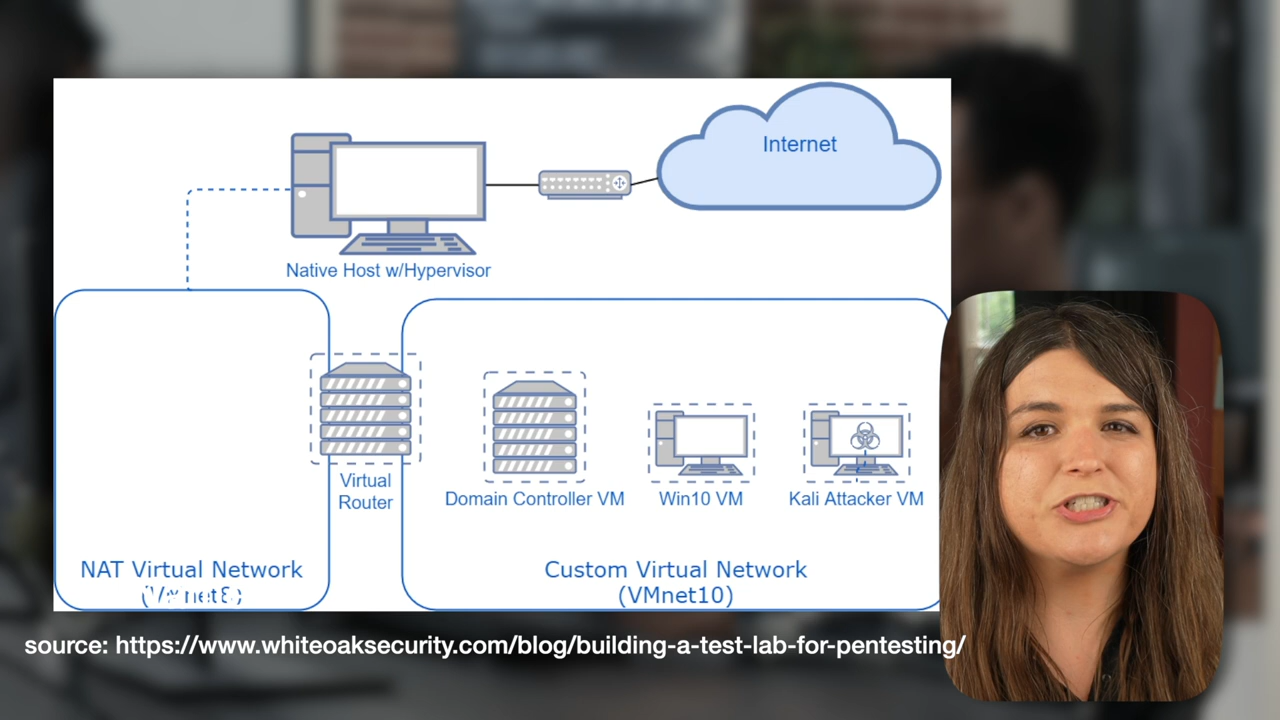 Internet
Native Host w/Hypervisor
Virtual
Router
Domain Controller VM
Win10 VM
Kali Attacker VM
NAT Virtual Network
Custom Virtual Network
(VMnet10)
source: https://www.whiteoaksecurity.com/blog/building-a-test-lab-for-pentesting/